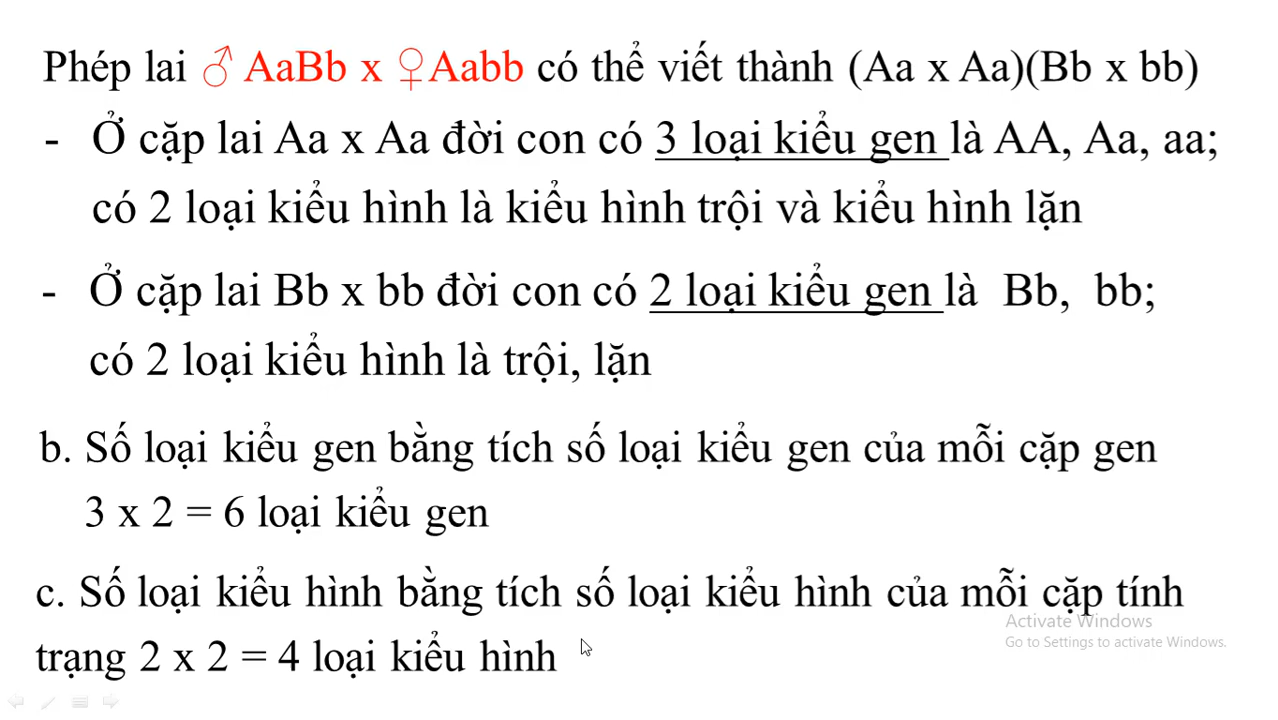 Phép lai ♂ AaBb x ♀Aabb có thể viết thành (Aa x Aa)(Bb x bb)
- Ở cặp lai Aa x Aa đời con có 3 loại kiểu gen là AA, Aa, aa;
có 2 loại kiểu hình là kiểu hình trội và kiểu hình lặn
- Ở cặp lai Bb x bb đời con có 2 loại kiểu gen là Bb, bb;
có 2 loại kiểu hình là trội, lặn
b. Số loại kiểu gen bằng tích số loại kiểu gen của mỗi cặp gen
3 x 2 = 6 loại kiểu gen
c. Số loại kiểu hình bằng tích số loại kiểu hình của mỗi cặp tính
trạng 2 x 2 = 4 loại kiểu hình
Activate Windows
Go to Settings to activate Windows.